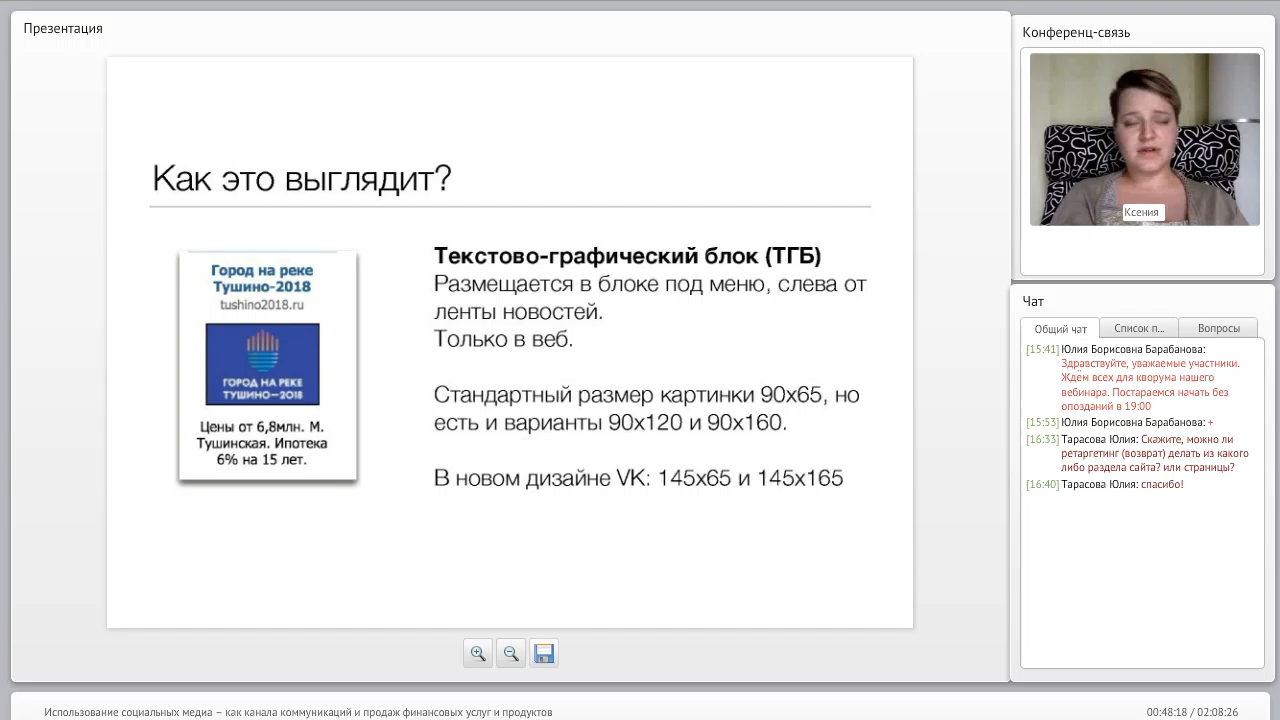 Презентация
Как это выглядит?
Город на реке
Тушино-2018
tushino2018.ru
ГОРОД НА РЕКЕ
ТУШИНО—2018
Цены от 6,8млн. М.
Тушинская. Ипотека
6% на 15 лет.
Текстово-графический блок (ТГБ)
Размещается в блоке под меню, слева от
ленты новостей.
Только в веб.
Стандартный размер картинки 90x65, но
есть и варианты 90x120 и 90x160.
В новом дизайне VK: 145x65 и 145x165
Конференц-связь
Ксения
Чат
Общий чат
Список п...
Вопросы
[15:41] Юлия Борисовна Барабанова:
Здравствуйте, уважаемые участники.
Ждем всех для кворума нашего
вебинара. Постараемся начать без
опозданий в 19:00
[15:53] Юлия Борисовна Барабанова: +
[16:33] Тарасова Юлия: Скажите, можно ли
ретаргетинг (возврат) делать из какого
либо раздела сайта? или страницы?
[16:40] Тарасова Юлия: спасибо!
Использование социальных медиа – как канала коммуникаций и продаж финансовых услуг и продуктов
00:48:18 / 02:08:26